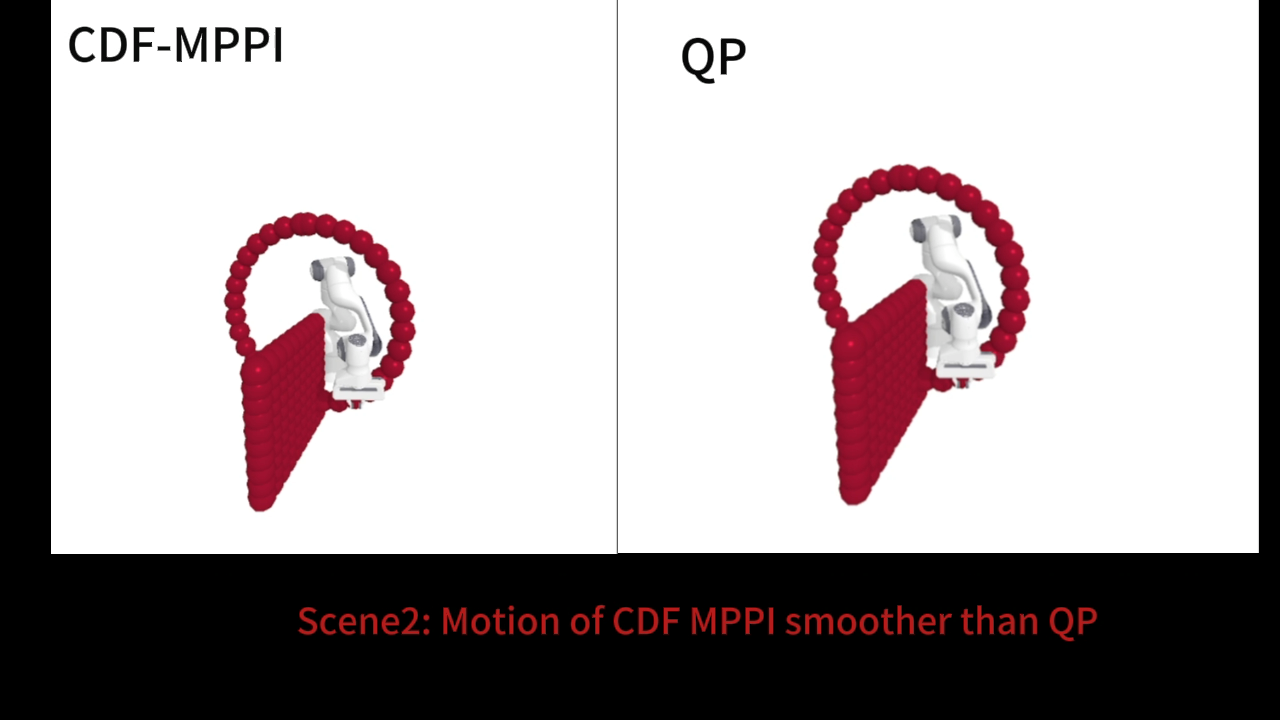 CDF-MPPI
QP
Scene2: Motion of CDF MPPI smoother than QP